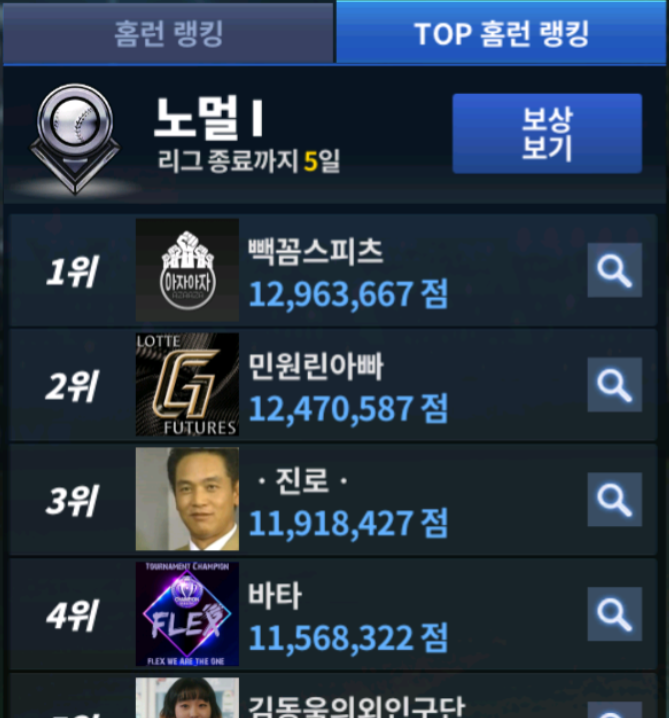 홈런 랭킹
TOP 홈런 랭킹
노멀 I
리그 종료까지 5일
보상
보기
1위
아자아자
AZAAZA
빽꼼스피츠
12,963,667 점
2위
LOTTE
G
FUTURES
민원린아빠
12,470,587 점
3위
· 진로 ·
11,918,427 점
4위
TOURNAMENT CHAMPION
CHAMPION
FLEX
FLEX WE ARE THE ONE
바타
11,568,322 점
김동욱의외인구단